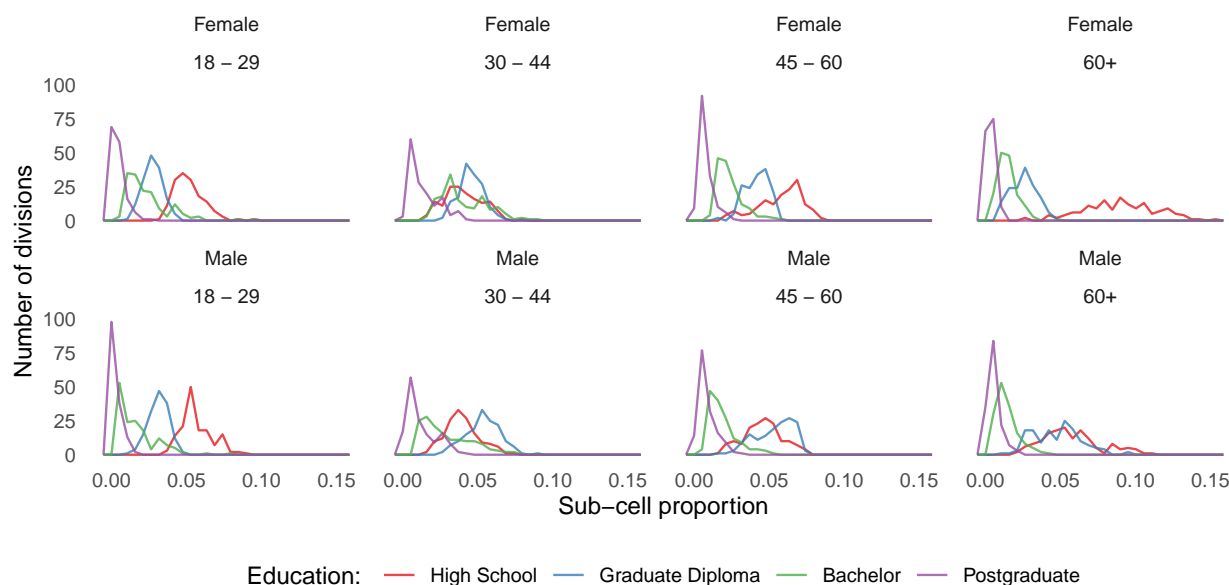 Female Female Female Female
18 − 29 30 − 44 45 − 60 60+
100
75
50
25
0
Male Male Male Male
18 − 29 30 − 44 45 − 60 60+
100
75
50
25
0
Number of divisions
0.00 0.05 0.10 0.15 0.00 0.05 0.10 0.15 0.00 0.05 0.10 0.15 0.00 0.05 0.10 0.15
Sub−cell proportion
Education: High School Graduate Diploma Bachelor Postgraduate